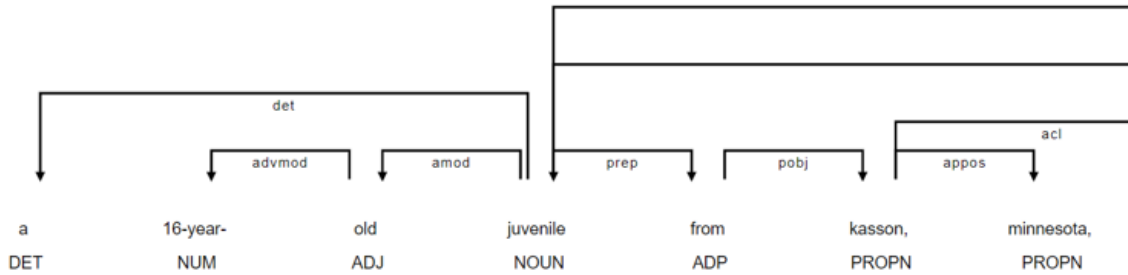 det
acl
advmod amod prep pobj appos
a 16-year- old juvenile from kasson, minnesota,
DET NUM ADJ NOUN ADP PROPN PROPN